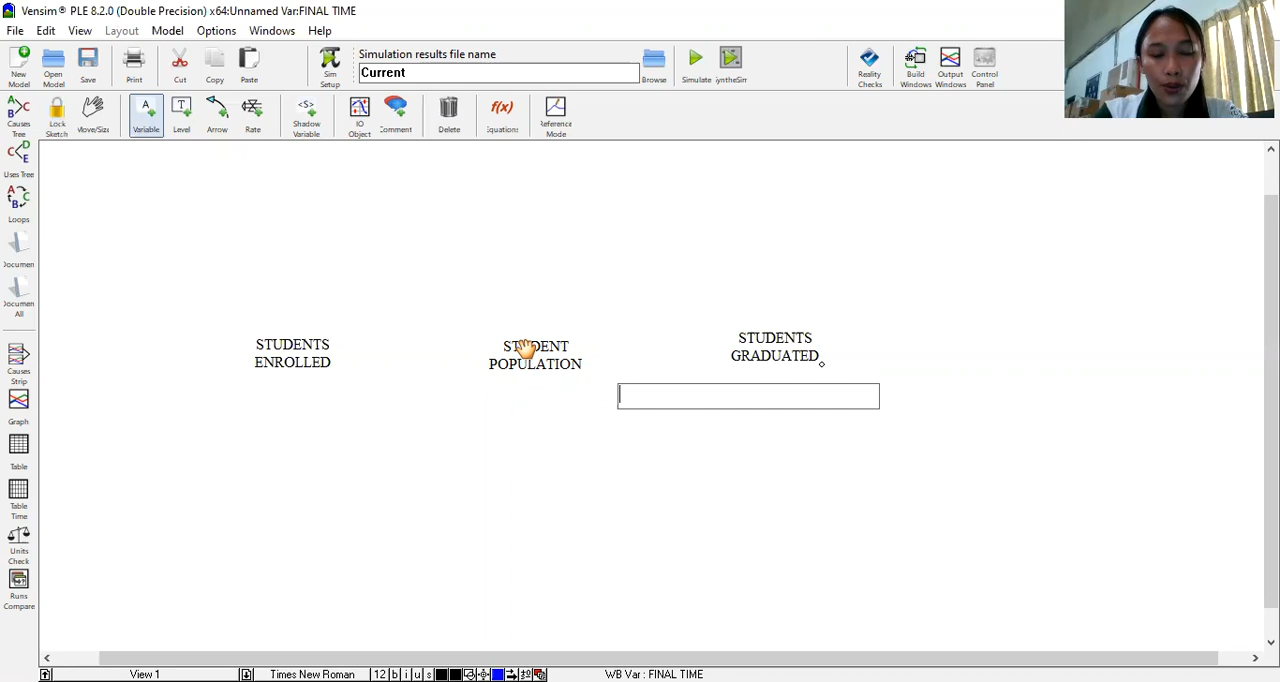 Vensim® PLE 8.2.0 (Double Precision) x64:Unnamed Var:FINAL TIME
File Edit View Layout Model Options Windows Help
New Model
Open Model
Save
Print
Cut
Copy
Paste
Sim Setup
Simulation results file name
Current
Browse
Simulate
Reality Checks
Build Windows
Output Windows
Control Panel
Causes Tree
Lock Sketch
Move/Size
Variable
Level
Arrow
Rate
Shadow Variable
IO Object
Comment
Delete
Equations
Reference Mode
Uses Tree
Loops
Documen
Documen All
Causes Strip
Graph
Table
Table Time
Units Check
Runs Compare
STUDENTS
ENROLLED
STUDENT
POPULATION
STUDENTS
GRADUATED
View 1
Times New Roman
12 b i u s
WB Var : FINAL TIME